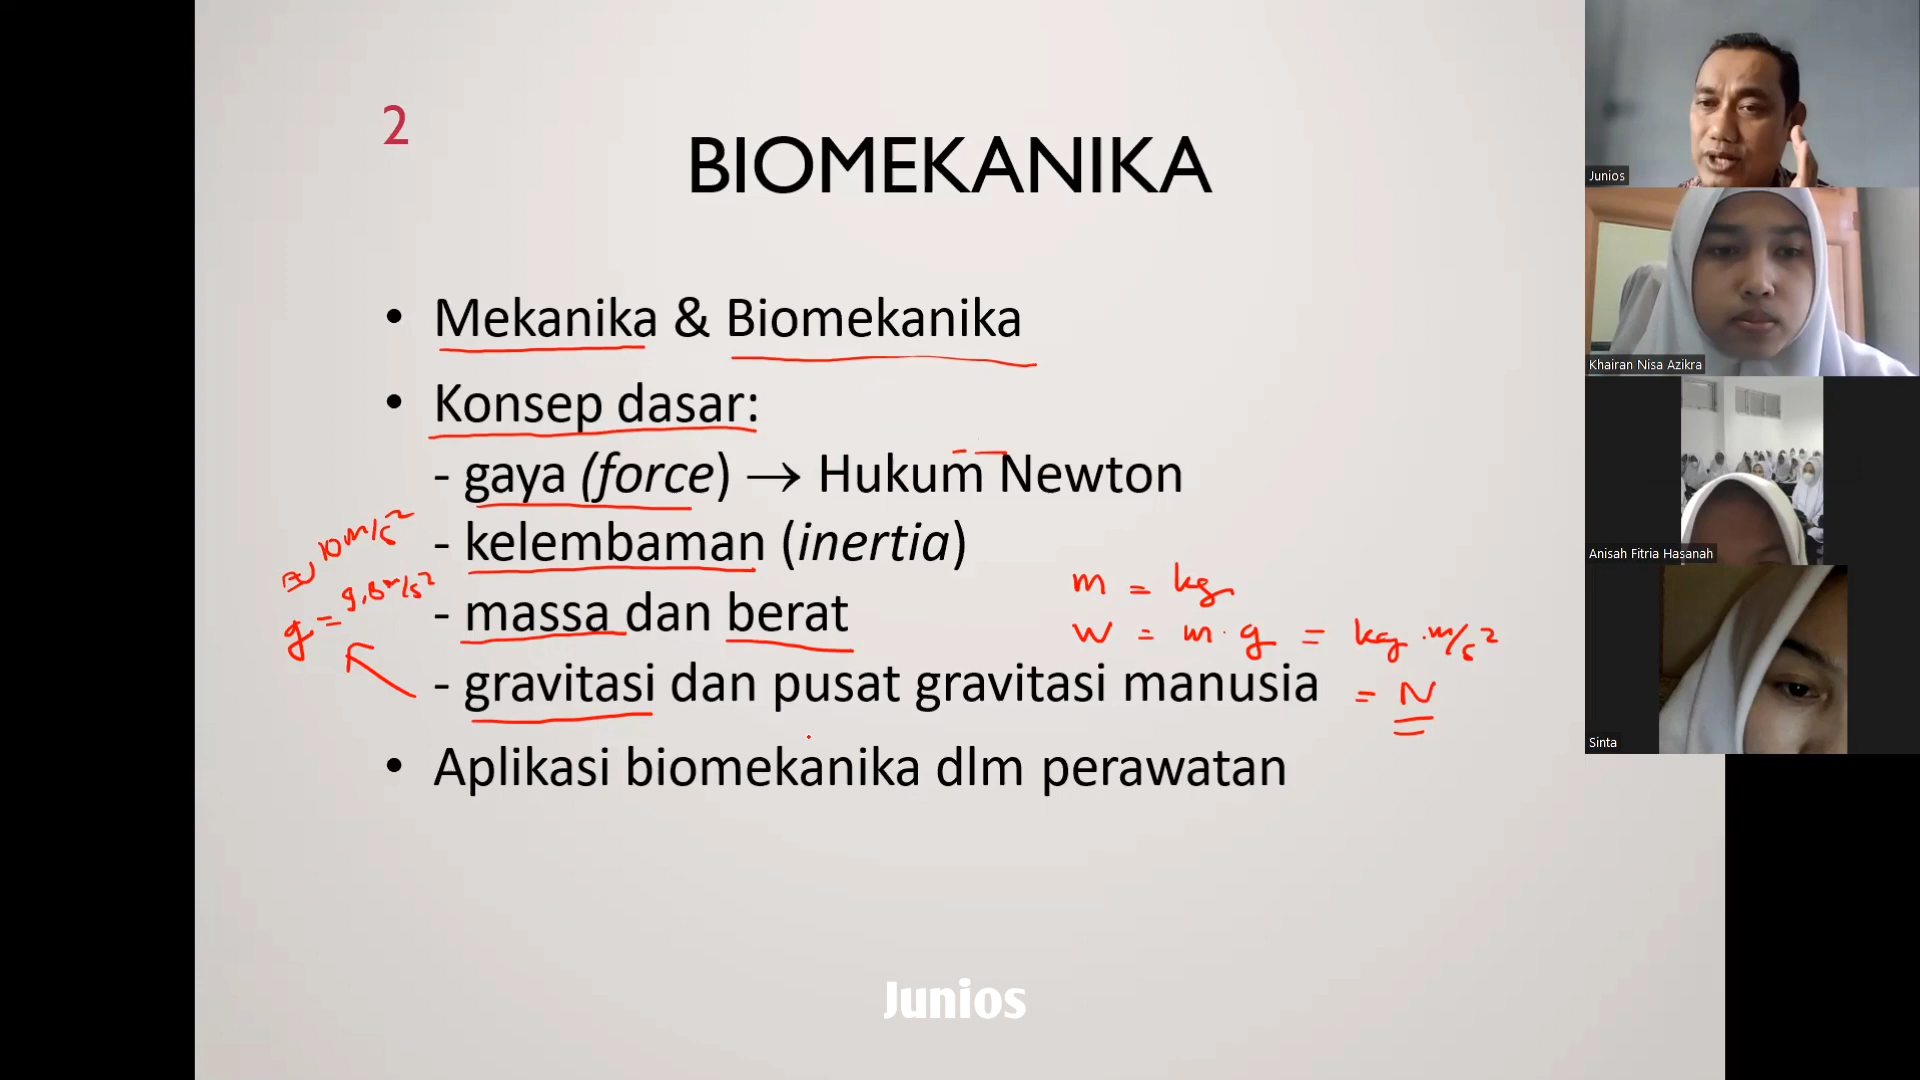 2
BIOMEKANIKA
• Mekanika & Biomekanika
• Konsep dasar:
- gaya (force) → Hukum Newton
- kelembaman (inertia)
- massa dan berat
- gravitasi dan pusat gravitasi manusia
• Aplikasi biomekanika dlm perawatan
≈ 10 m/s²
g = 9,8 m/s²
m = kg
w = m · g = kg · m/s²
= N
Junios
Junios
Khairan Nisa Azikra
Anisah Fitria Hasanah
Sinta